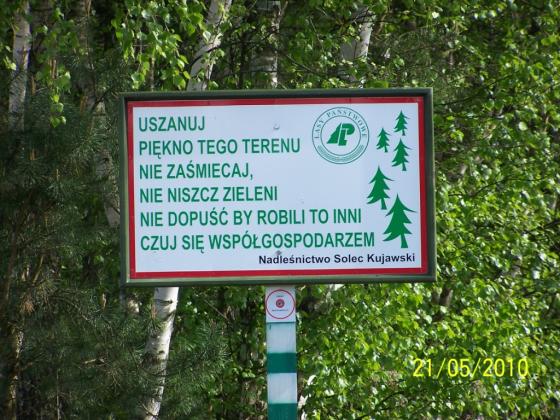 USZANUJ
PIĘKNO TEGO TERENU
NIE ZAŚMIECAJ,
NIE NISZCZ ZIELENI
NIE DOPUŚĆ BY ROBILI TO INNI
CZUJ SIĘ WSPÓŁGOSPODARZEM
Nadleśnictwo Solec Kujawski
LASY PAŃSTWOWE
21/05/2010